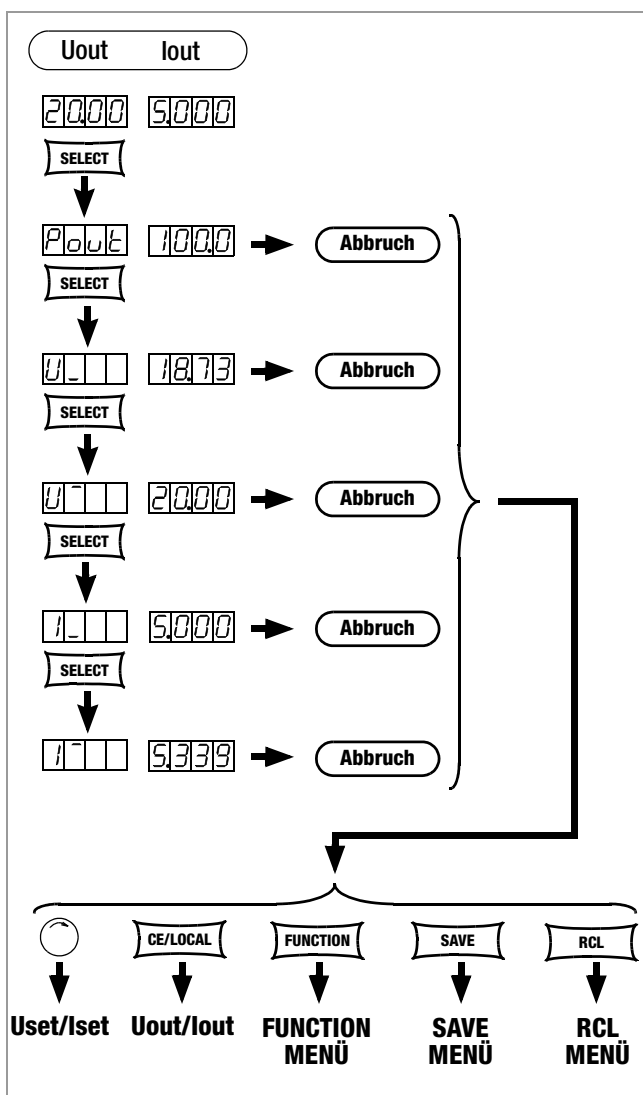 Uout Iout
20.00 5.000
SELECT
Pout 100.0 Abbruch
SELECT
U_ 18.73 Abbruch
SELECT
U¯ 20.00 Abbruch
SELECT
I_ 5.000 Abbruch
SELECT
I¯ 5.339 Abbruch
CE/LOCAL FUNCTION SAVE RCL
Uset/Iset Uout/Iout FUNCTION SAVE RCL
MENÜ MENÜ MENÜ